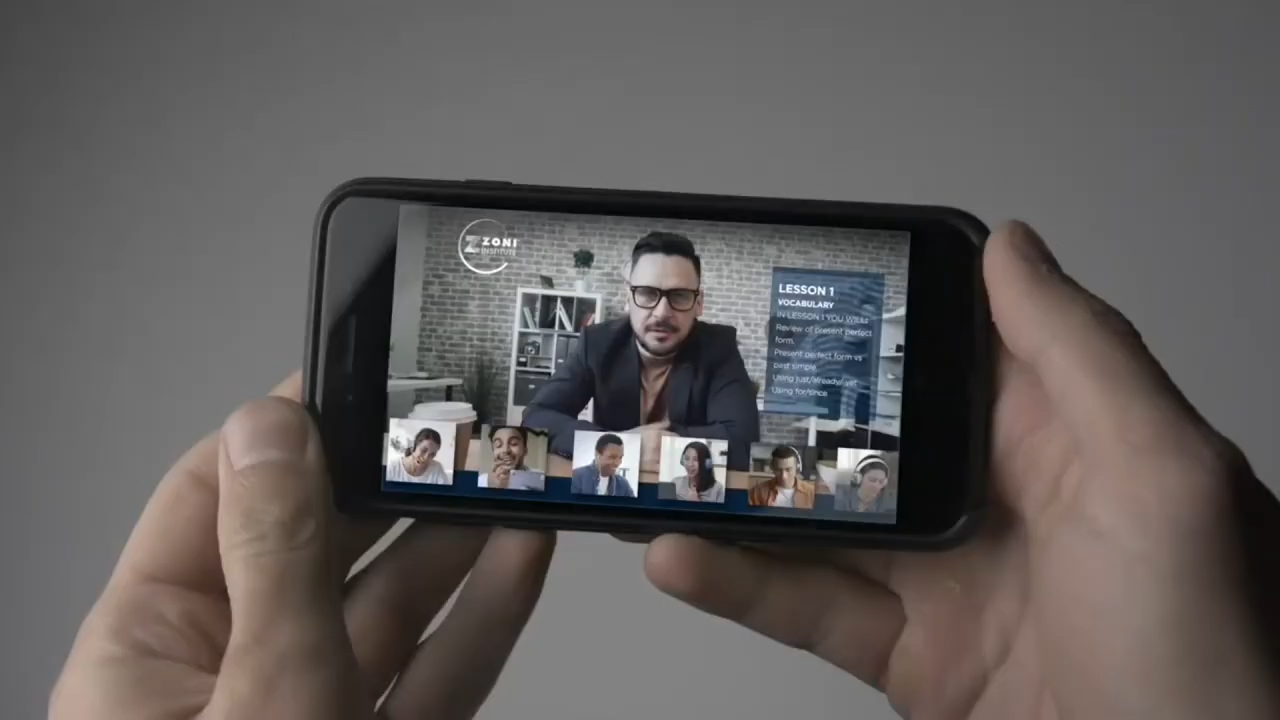 ZONI
INSTITUTE
LESSON 1
VOCABULARY
IN LESSON 1 YOU WILL:
Review of present perfect
form.
Present perfect form vs
past simple
Using just/already/yet
Using for/since